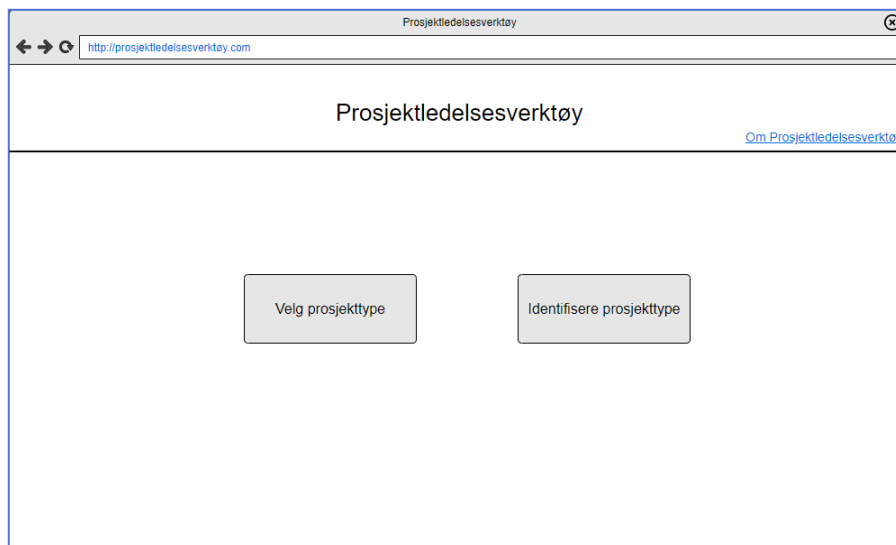 Prosjektledelsesverktøy
http://prosjektledelsesverktøy.com
Prosjektledelsesverktøy
Om Prosjektledelsesverktø
Velg prosjekttype
Identifisere prosjekttype